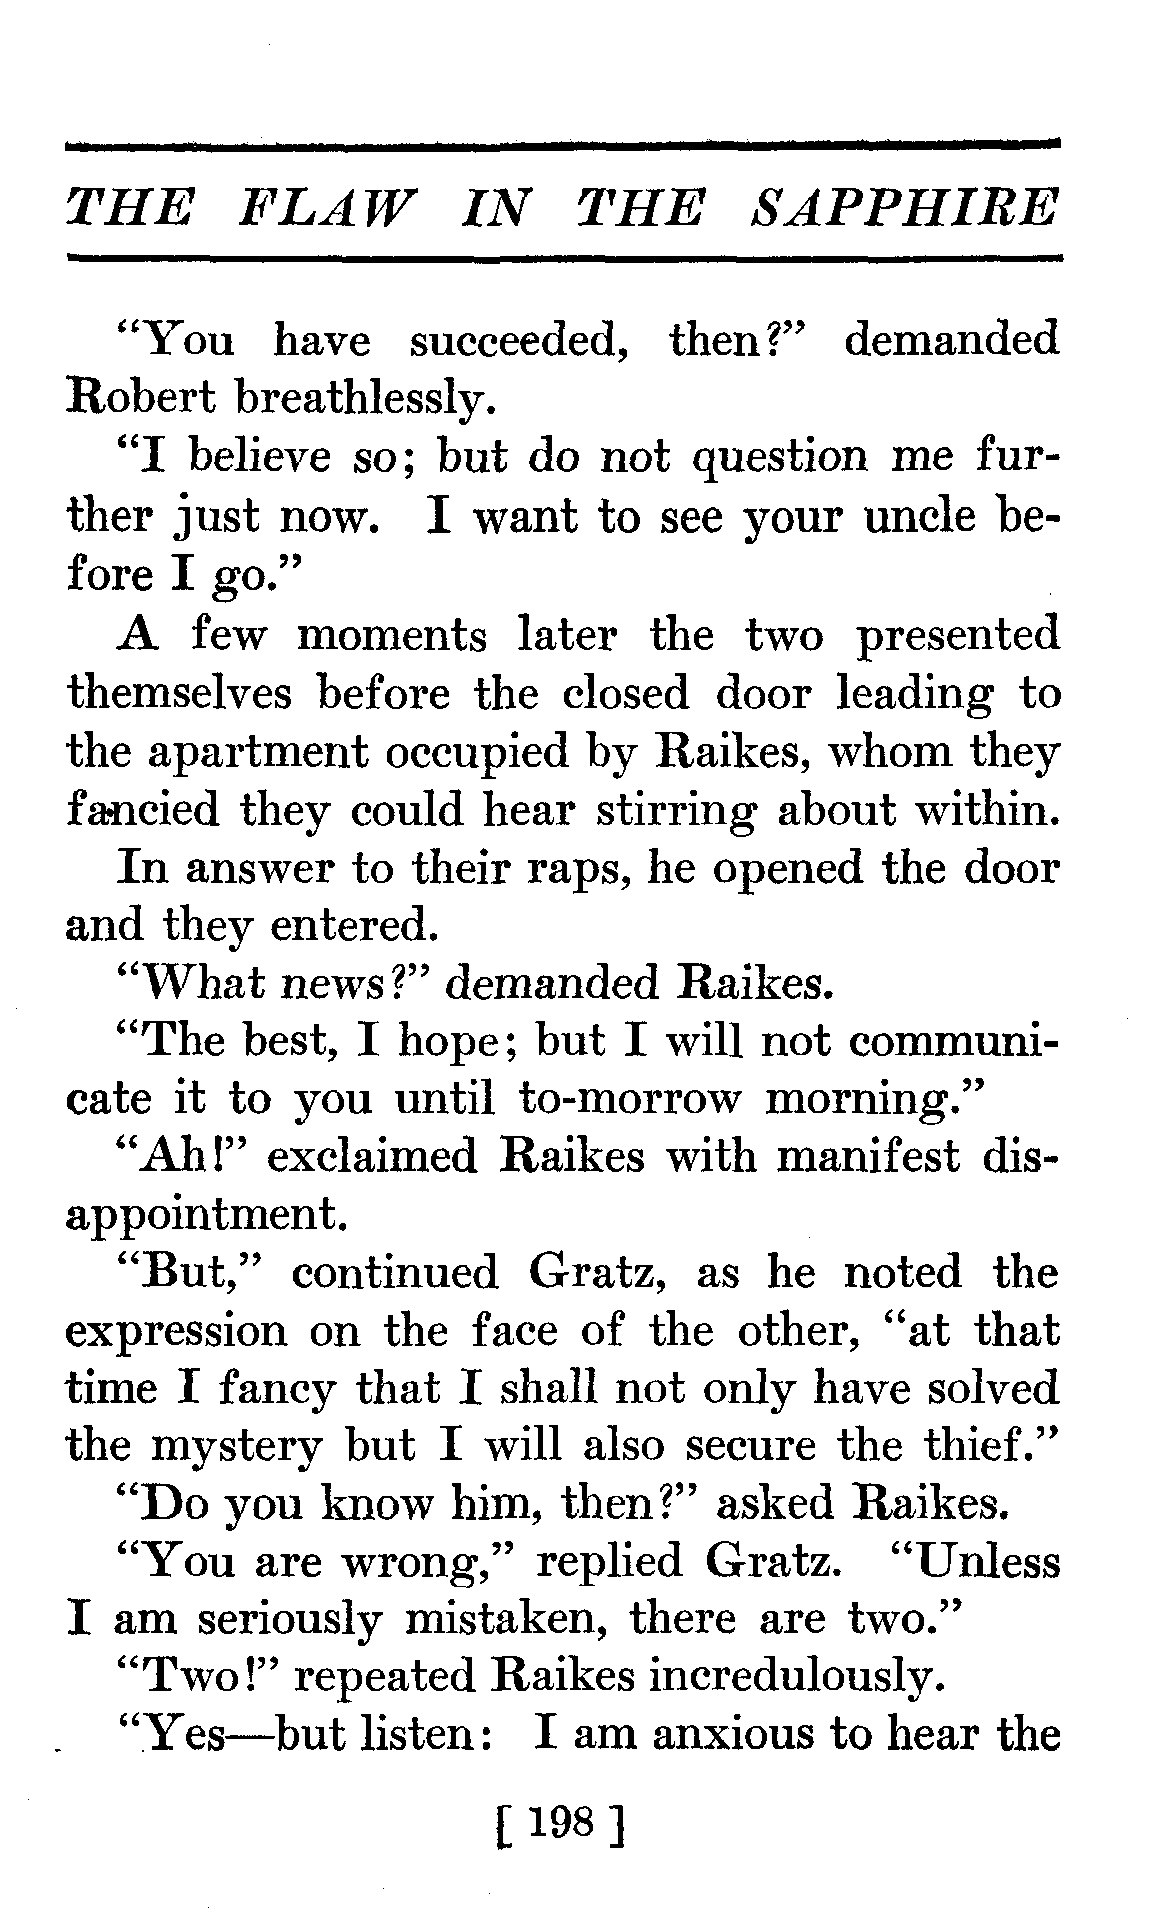 THE FLAW IN THE SAPPHIRE
“You have succeeded, then?” demanded
Robert breathlessly.
“I believe so; but do not question me fur-
ther just now. I want to see your uncle be-
fore I go.”
A few moments later the two presented
themselves before the closed door leading to
the apartment occupied by Raikes, whom they
fancied they could hear stirring about within.
In answer to their raps, he opened the door
and they entered.
“What news?” demanded Raikes.
“The best, I hope; but I will not communi-
cate it to you until to-morrow morning.”
“Ah!” exclaimed Raikes with manifest dis-
appointment.
“But,” continued Gratz, as he noted the
expression on the face of the other, “at that
time I fancy that I shall not only have solved
the mystery but I will also secure the thief.”
“Do you know him, then?” asked Raikes.
“You are wrong,” replied Gratz. “Unless
I am seriously mistaken, there are two.”
“Two!” repeated Raikes incredulously.
“Yes—but listen: I am anxious to hear the
[ 198 ]